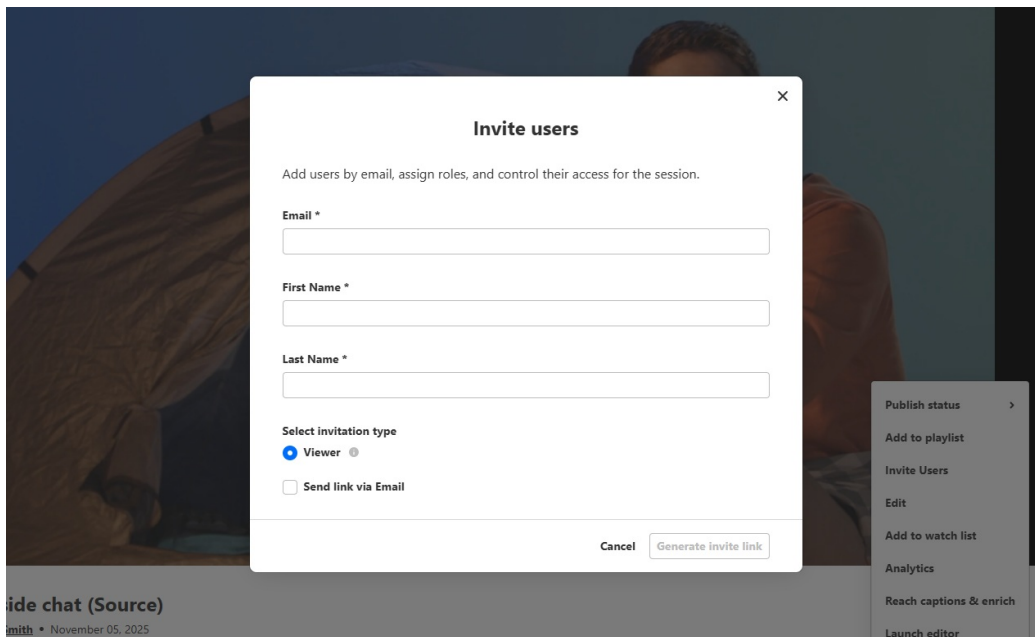 Invite users
Add users by email, assign roles, and control their access for the session.
Email *
First Name *
Last Name *
Select invitation type
Viewer
Send link via Email
Cancel
Generate invite link
Publish status
Add to playlist
Invite Users
Edit
Add to watch list
Analytics
Reach captions & enrich
Launch editor
side chat (Source)
Smith • November 05, 2025